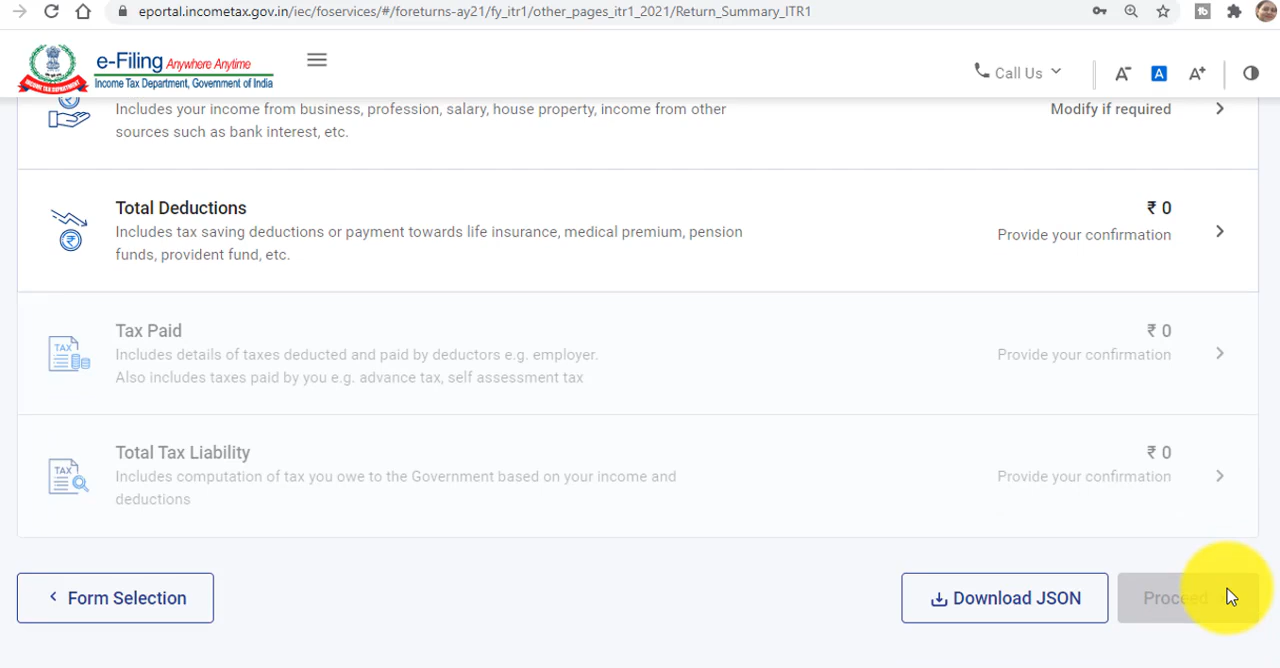 eportal.incometax.gov.in/iec/foservices/#/foreturns-ay21/fy_itr1/other_pages_itr1_2021/Return_Summary_ITR1
e-Filing Anywhere Anytime
Income Tax Department, Government of India
INCOME TAX DEPARTMENT
Call Us
A-
A
A+
Includes your income from business, profession, salary, house property, income from other
sources such as bank interest, etc.
Modify if required
Total Deductions
₹ 0
Includes tax saving deductions or payment towards life insurance, medical premium, pension
funds, provident fund, etc.
Provide your confirmation
TAX
Tax Paid
₹ 0
Includes details of taxes deducted and paid by deductors e.g. employer.
Also includes taxes paid by you e.g. advance tax, self assessment tax
Provide your confirmation
TAX
Total Tax Liability
₹ 0
Includes computation of tax you owe to the Government based on your income and
deductions
Provide your confirmation
< Form Selection
Download JSON
Proceed